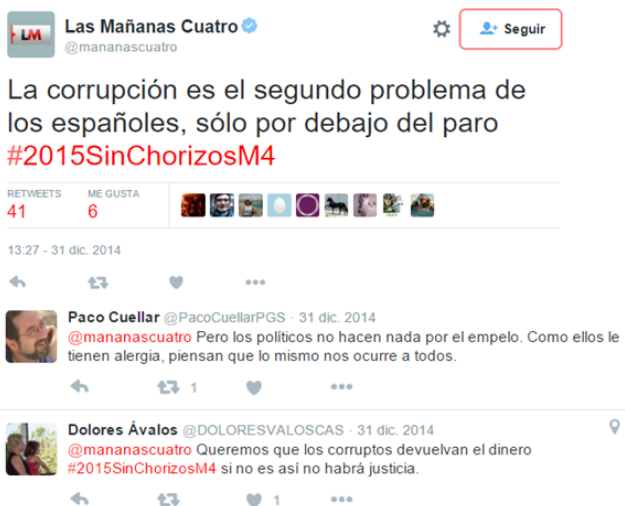 LM
Las Mañanas Cuatro
@mananascuatro
Seguir
La corrupción es el segundo problema de
los españoles, sólo por debajo del paro
#2015SinChorizosM4
RETWEETS ME GUSTA
41 6
13:27 - 31 dic. 2014
Paco Cuellar @PacoCuellarPGS · 31 dic. 2014
@mananascuatro Pero los políticos no hacen nada por el empelo. Como ellos le
tienen alergia, piensan que lo mismo nos ocurre a todos.
1
Dolores Ávalos @DOLORESVALOSCAS · 31 dic. 2014
@mananascuatro Queremos que los corruptos devuelvan el dinero
#2015SinChorizosM4 si no es así no habrá justicia.
1